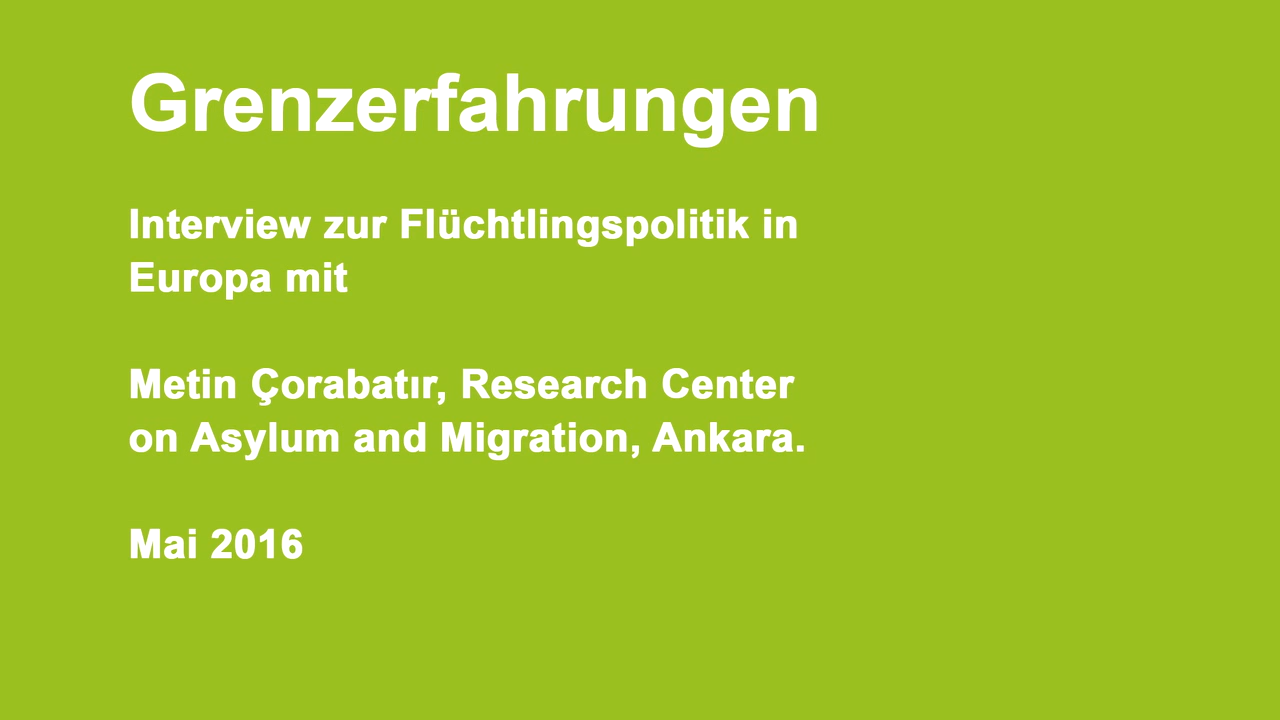 Grenzerfahrungen
Interview zur Flüchtlingspolitik in
Europa mit
Metin Çorabatır, Research Center
on Asylum and Migration, Ankara.
Mai 2016